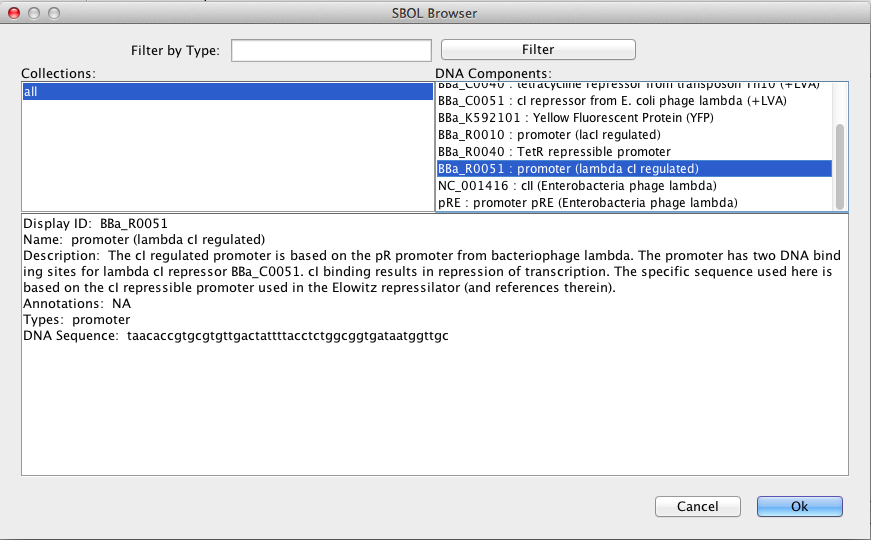 SBOL Browser
Filter by Type:
Filter
Collections:
DNA Components:
all
BBa_C0040 : tetracycline repressor from transposon Tn10 (+LVA)
BBa_C0051 : cI repressor from E. coli phage lambda (+LVA)
BBa_K592101 : Yellow Fluorescent Protein (YFP)
BBa_R0010 : promoter (lacI regulated)
BBa_R0040 : TetR repressible promoter
BBa_R0051 : promoter (lambda cI regulated)
NC_001416 : cII (Enterobacteria phage lambda)
pRE : promoter pRE (Enterobacteria phage lambda)
Display ID: BBa_R0051
Name: promoter (lambda cI regulated)
Description: The cI regulated promoter is based on the pR promoter from bacteriophage lambda. The promoter has two DNA bind
ing sites for lambda cI repressor BBa_C0051. cI binding results in repression of transcription. The specific sequence used here is
based on the cI repressible promoter used in the Elowitz repressilator (and references therein).
Annotations: NA
Types: promoter
DNA Sequence: taacaccgtgcgtgttgactattttacctctggcggtgataatggttgc
Cancel
Ok